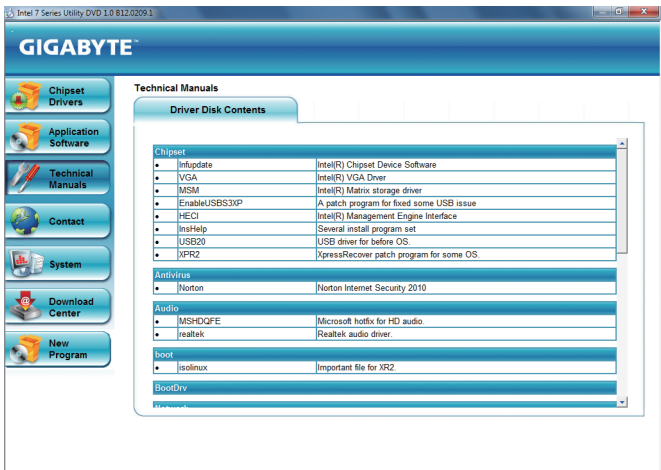 Intel 7 Series Utility DVD 1.0 B12.0209.1
GIGABYTE™
Chipset
Drivers
Application
Software
Technical
Manuals
Contact
System
Download
Center
New
Program
Technical Manuals
Driver Disk Contents
Chipset
• Infupdate Intel(R) Chipset Device Software
• VGA Intel(R) VGA Drver
• MSM Intel(R) Matrix storage driver
• EnableUSBS3XP A patch program for fixed some USB issue
• HECI Intel(R) Management Engine Interface
• InsHelp Several install program set
• USB20 USB driver for before OS.
• XPR2 XpressRecover patch program for some OS.
Antivirus
• Norton Norton Internet Security 2010
Audio
• MSHDQFE Microsoft hotfix for HD audio.
• realtek Realtek audio driver.
boot
• isolinux Important file for XR2.
BootDrv
Network